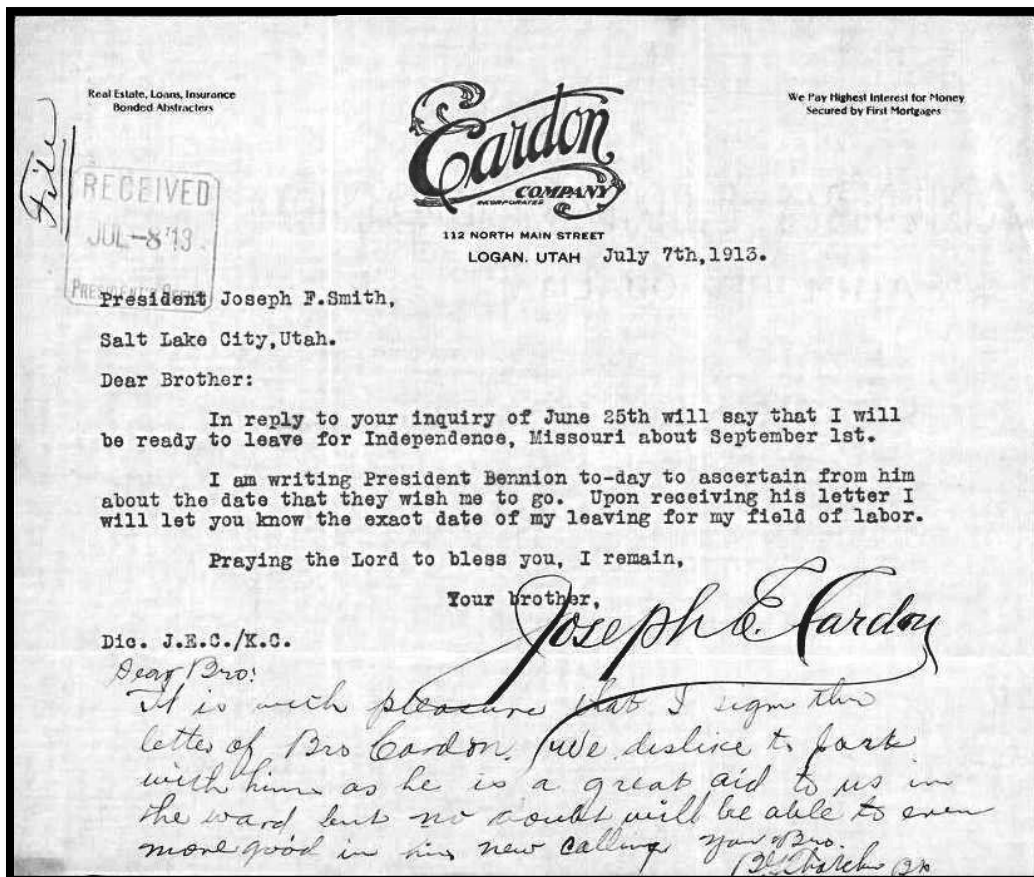 Real Estate, Loans, Insurance
Bonded Abstracters
We Pay Highest Interest for Money
Secured by First Mortgages
File
Cardon
COMPANY
INCORPORATED
112 NORTH MAIN STREET
LOGAN. UTAH July 7th,1913.
RECEIVED
JUL-8 '13
PRESIDENT'S OFFICE
President Joseph F.Smith,
Salt Lake City,Utah.
Dear Brother:
In reply to your inquiry of June 25th will say that I will
be ready to leave for Independence, Missouri about September 1st.
I am writing President Bennion to-day to ascertain from him
about the date that they wish me to go. Upon receiving his letter I
will let you know the exact date of my leaving for my field of labor.
Praying the Lord to bless you, I remain,
Your brother,
Joseph E. Cardon
Dic. J.E.C./K.C.
Dear Bro:
It is with pleasure that I sign this
letter of Bro Cardon. We dislike to part
with him as he is a great aid to us in
the ward but no doubt will be able to even
more good in his new calling Your Bro.